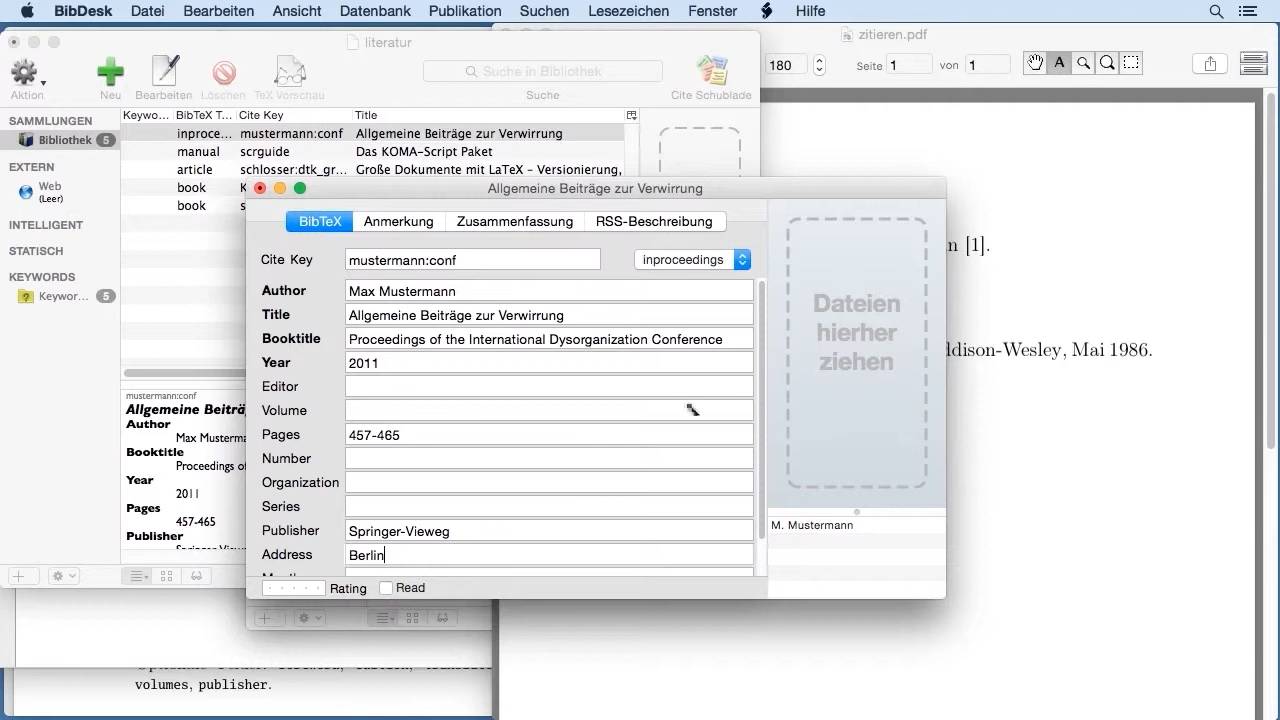 BibDesk Datei Bearbeiten Ansicht Datenbank Publikation Suchen Lesezeichen Fenster Hilfe
literatur
zitieren.pdf
180
Seite 1 von 1
Aktion
Neu
Bearbeiten
Löschen
TeX Vorschau
Suche in Bibliothek
Suche
Cite Schublade
SAMMLUNGEN
Bibliothek 5
EXTERN
Web
(Leer)
INTELLIGENT
STATISCH
KEYWORDS
Keywor... 5
Keywo... BibTeX T... Cite Key Title
inproce... mustermann:conf Allgemeine Beiträge zur Verwirrung
manual scrguide Das KOMA-Script Paket
article schlosser:dtk_gr... Große Dokumente mit LaTeX – Versionierung,
book K
book s
mustermann:conf
Allgemeine Beiträ
Author
Max Musterma
Booktitle
Proceedings of
Year
2011
Pages
457-465
Publisher
Allgemeine Beiträge zur Verwirrung
BibTeX Anmerkung Zusammenfassung RSS-Beschreibung
Cite Key mustermann:conf inproceedings
Author Max Mustermann
Title Allgemeine Beiträge zur Verwirrung
Booktitle Proceedings of the International Dysorganization Conference
Year 2011
Editor
Volume
Pages 457-465
Number
Organization
Series
Publisher Springer-Vieweg
Address Berlin
Rating Read
Dateien
hierher
ziehen
M. Mustermann
n [1].
ddison-Wesley, Mai 1986.
volumes, publisher.